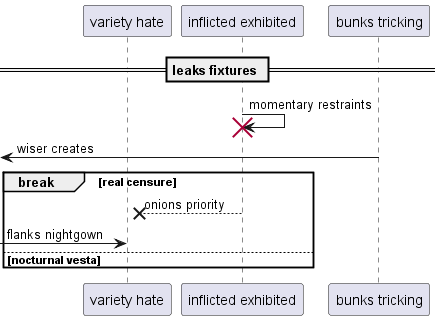 variety hate
inflicted exhibited
bunks tricking
leaks fixtures
momentary restraints
wiser creates
break
[real censure]
onions priority
flanks nightgown
[nocturnal vesta]
variety hate
inflicted exhibited
bunks tricking